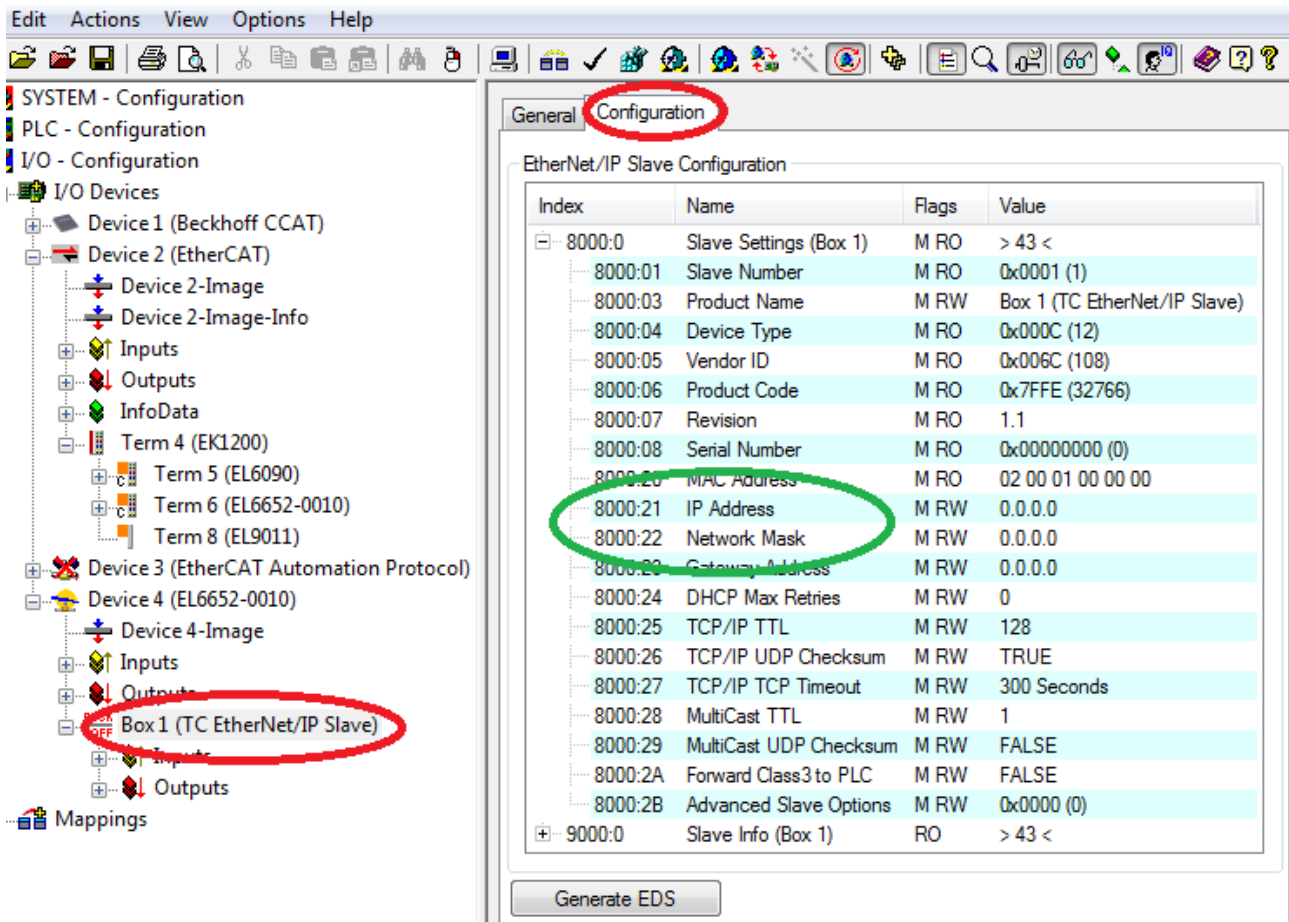 Edit Actions View Options Help
SYSTEM - Configuration
PLC - Configuration
I/O - Configuration
I/O Devices
Device 1 (Beckhoff CCAT)
Device 2 (EtherCAT)
Device 2-Image
Device 2-Image-Info
Inputs
Outputs
InfoData
Term 4 (EK1200)
Term 5 (EL6090)
Term 6 (EL6652-0010)
Term 8 (EL9011)
Device 3 (EtherCAT Automation Protocol)
Device 4 (EL6652-0010)
Device 4-Image
Inputs
Outputs
Box 1 (TC EtherNet/IP Slave)
Inputs
Outputs
Mappings
General Configuration
EtherNet/IP Slave Configuration
Index Name Flags Value
8000:0 Slave Settings (Box 1) M RO > 43 <
8000:01 Slave Number M RO 0x0001 (1)
8000:03 Product Name M RW Box 1 (TC EtherNet/IP Slave)
8000:04 Device Type M RO 0x000C (12)
8000:05 Vendor ID M RO 0x006C (108)
8000:06 Product Code M RO 0x7FFE (32766)
8000:07 Revision M RO 1.1
8000:08 Serial Number M RO 0x00000000 (0)
8000:20 MAC Address M RO 02 00 01 00 00 00
8000:21 IP Address M RW 0.0.0.0
8000:22 Network Mask M RW 0.0.0.0
8000:23 Gateway Address M RW 0.0.0.0
8000:24 DHCP Max Retries M RW 0
8000:25 TCP/IP TTL M RW 128
8000:26 TCP/IP UDP Checksum M RW TRUE
8000:27 TCP/IP TCP Timeout M RW 300 Seconds
8000:28 MultiCast TTL M RW 1
8000:29 MultiCast UDP Checksum M RW FALSE
8000:2A Forward Class3 to PLC M RW FALSE
8000:2B Advanced Slave Options M RW 0x0000 (0)
9000:0 Slave Info (Box 1) RO > 43 <
Generate EDS